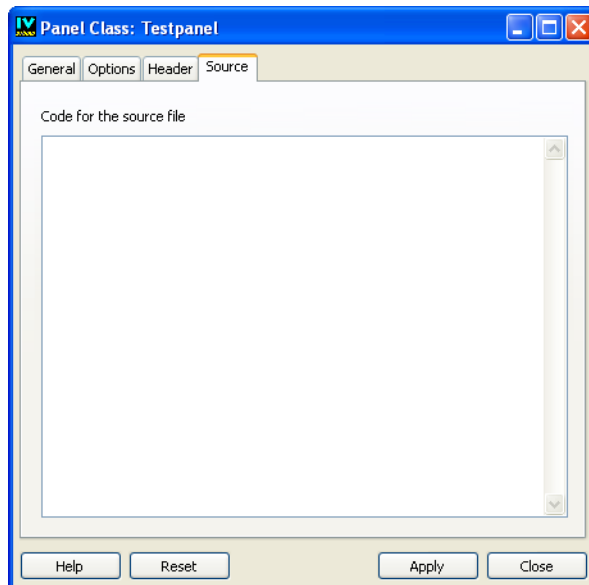 IV Panel Class: Testpanel
General Options Header Source
Code for the source file
Help Reset Apply Close